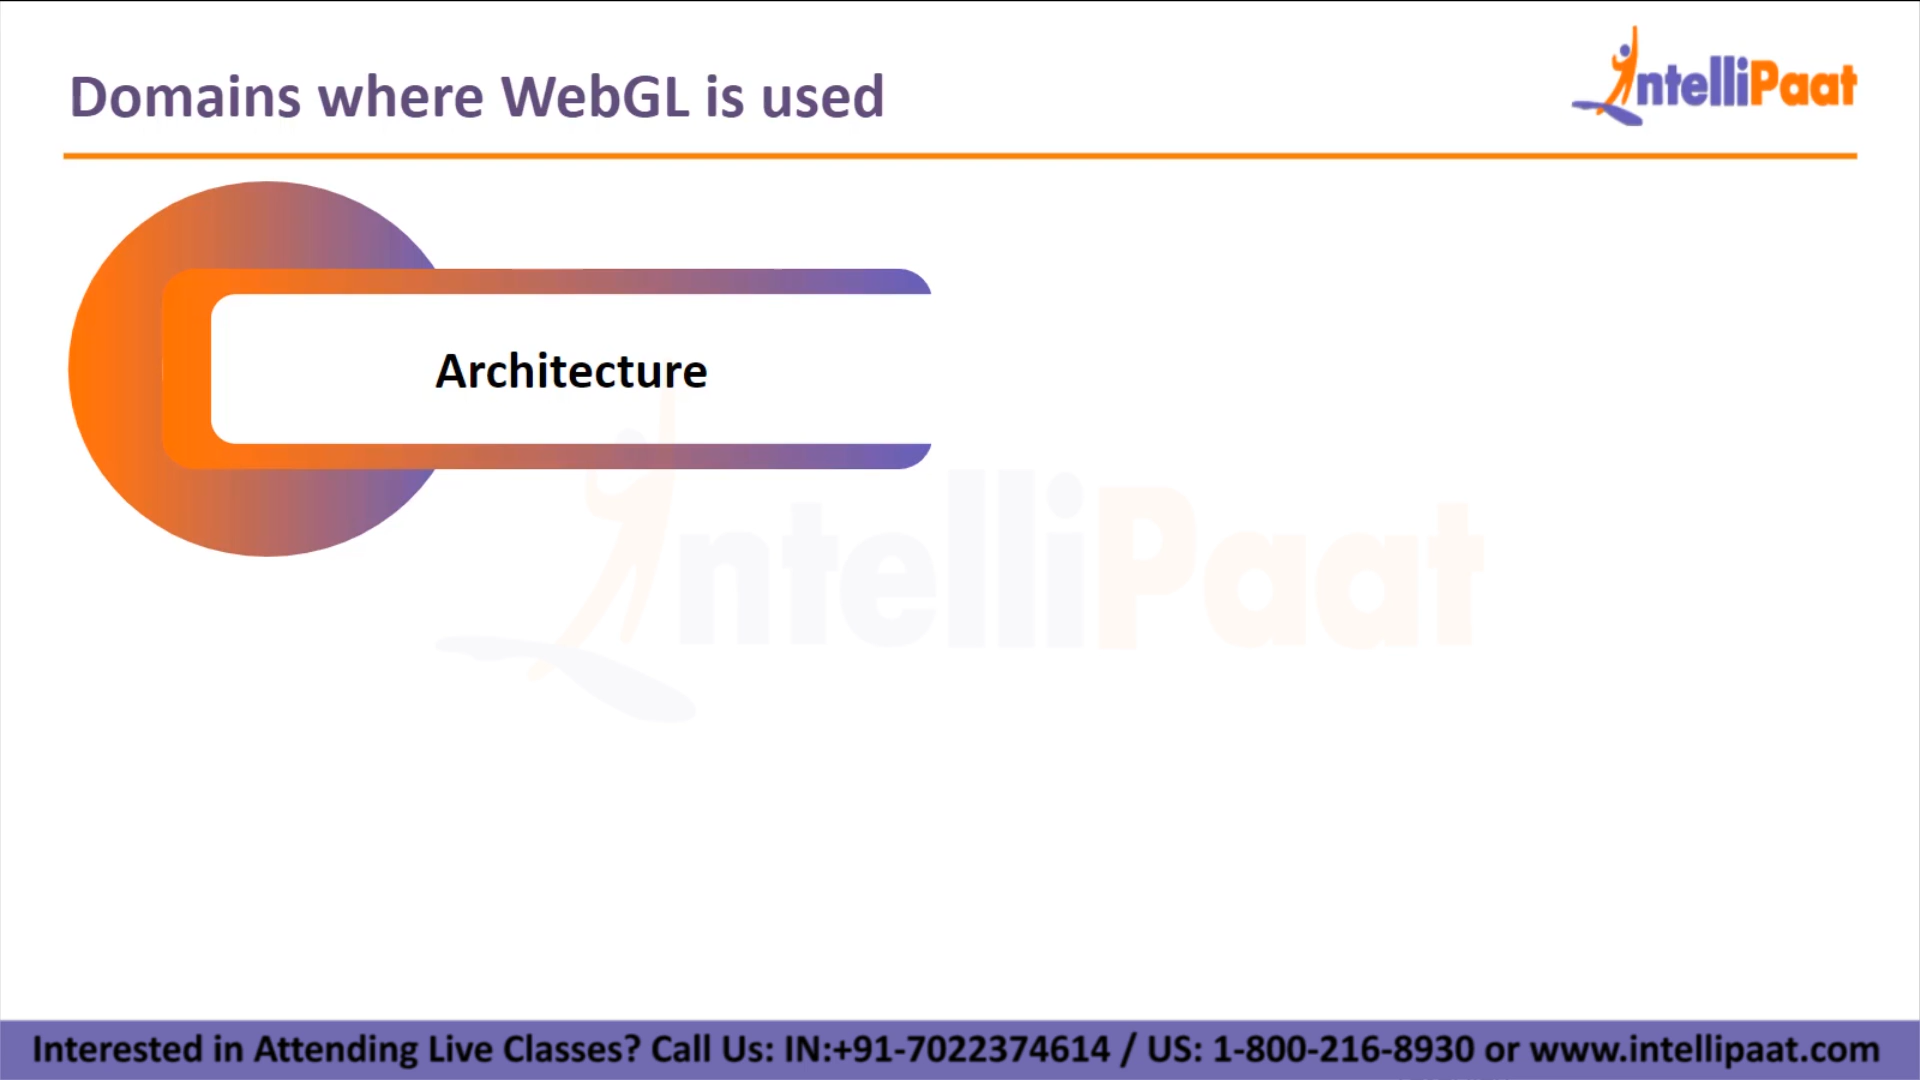 Domains where WebGL is used
IntelliPaat
Architecture
IntelliPaat
Interested in Attending Live Classes? Call Us: IN:+91-7022374614 / US: 1-800-216-8930 or www.intellipaat.com